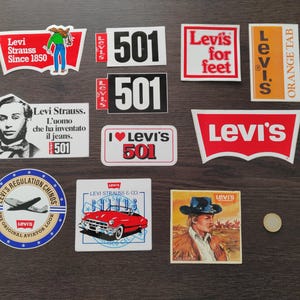 Levi
Strauss
Since 1850
LEVI'S
501
LEVI'S
501
Levi's
for
feet
Levi's
ORANGE TAB
Levi Strauss.
L'uomo
che ha inventato
il jeans.
501
I LEVI'S
501
LEVI'S
LEVI'S REGULATION CHINOS
ORIGINAL AVIATOR LOOK
LEVI'S
LEVI'S
LEVI STRAUSS & CO
LEVI'S